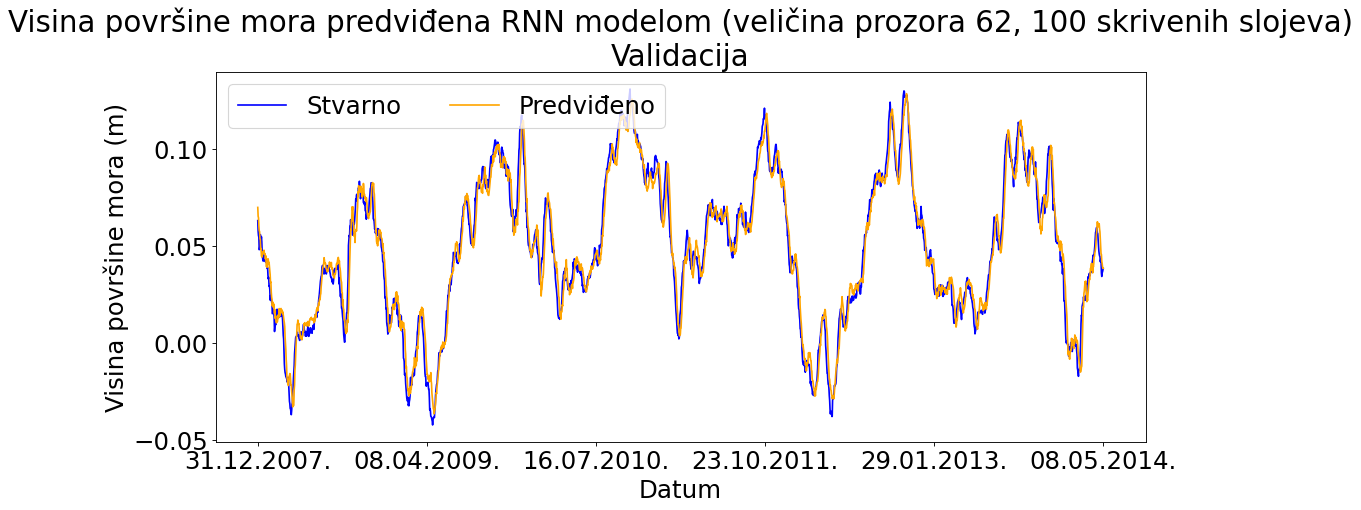 Visina površine mora predviđena RNN modelom (veličina prozora 62, 100 skrivenih slojeva)
Validacija
Stvarno Predviđeno
Visina površine mora (m)
0.10
0.05
0.00
−0.05
31.12.2007. 08.04.2009. 16.07.2010. 23.10.2011. 29.01.2013. 08.05.2014.
Datum